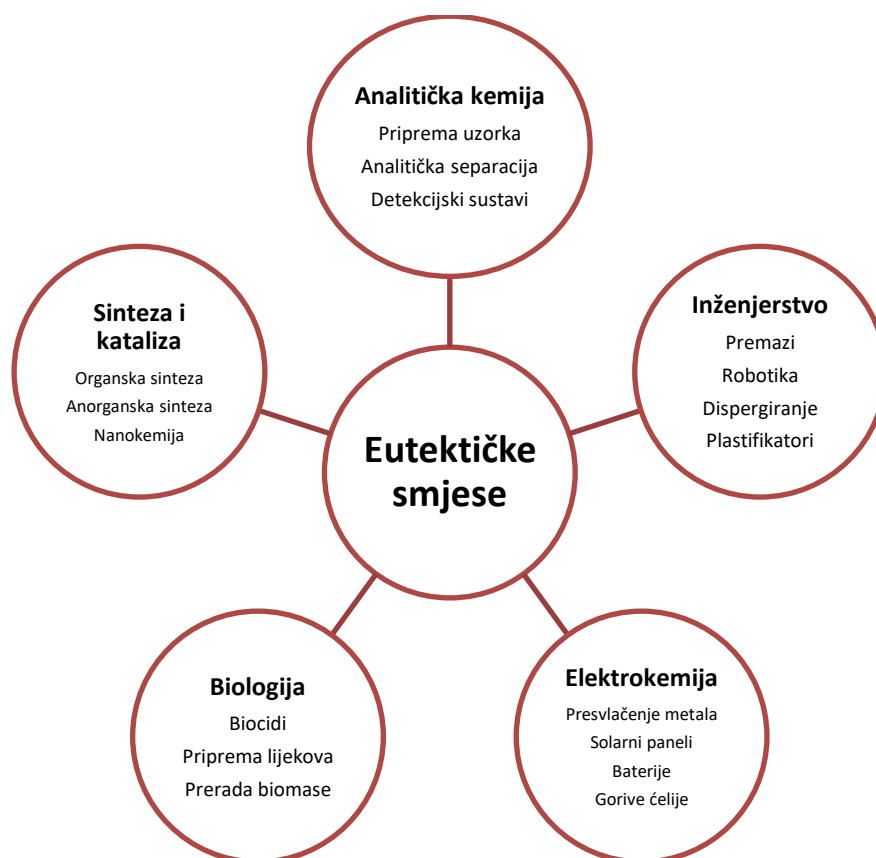 Analitička kemija
Priprema uzorka
Analitička separacija
Detekcijski sustavi
Inženjerstvo
Premazi
Robotika
Dispergiranje
Plastifikatori
Sinteza i
kataliza
Organska sinteza
Anorganska sinteza
Nanokemija
Eutektičke
smjese
Biologija
Biocidi
Priprema lijekova
Prerada biomase
Elektrokemija
Presvlačenje metala
Solarni paneli
Baterije
Gorive ćelije